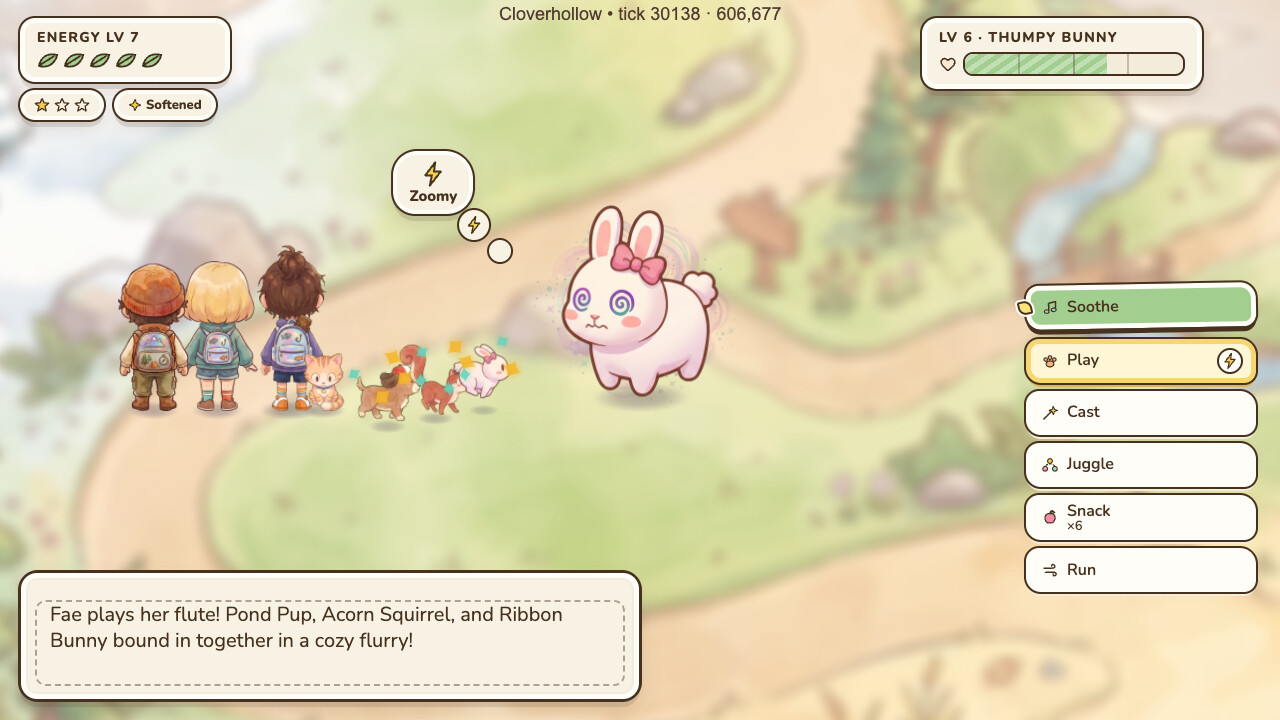 Cloverhollow • tick 30138 · 606,677
ENERGY LV 7
Softened
LV 6 · THUMPY BUNNY
Zoomy
Soothe
Play
Cast
Juggle
Snack
×6
Run
Fae plays her flute! Pond Pup, Acorn Squirrel, and Ribbon
Bunny bound in together in a cozy flurry!